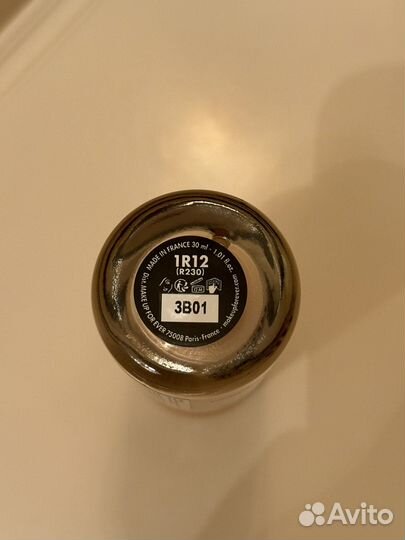 MADE IN FRANCE 30 ml - 1.01 fl.oz.
1R12
(R230)
3B01
Dist. MAKE UP FOR EVER 75008 Paris-France - makeupforever.com
Avito